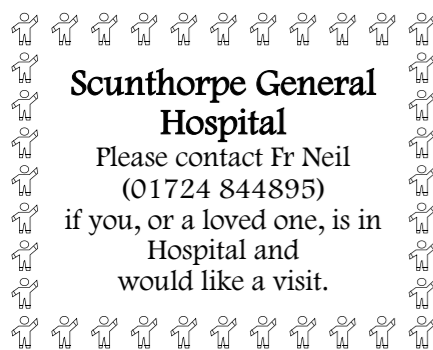 Scunthorpe General
Hospital
Please contact Fr Neil
(01724 844895)
if you, or a loved one, is in
Hospital and
would like a visit.